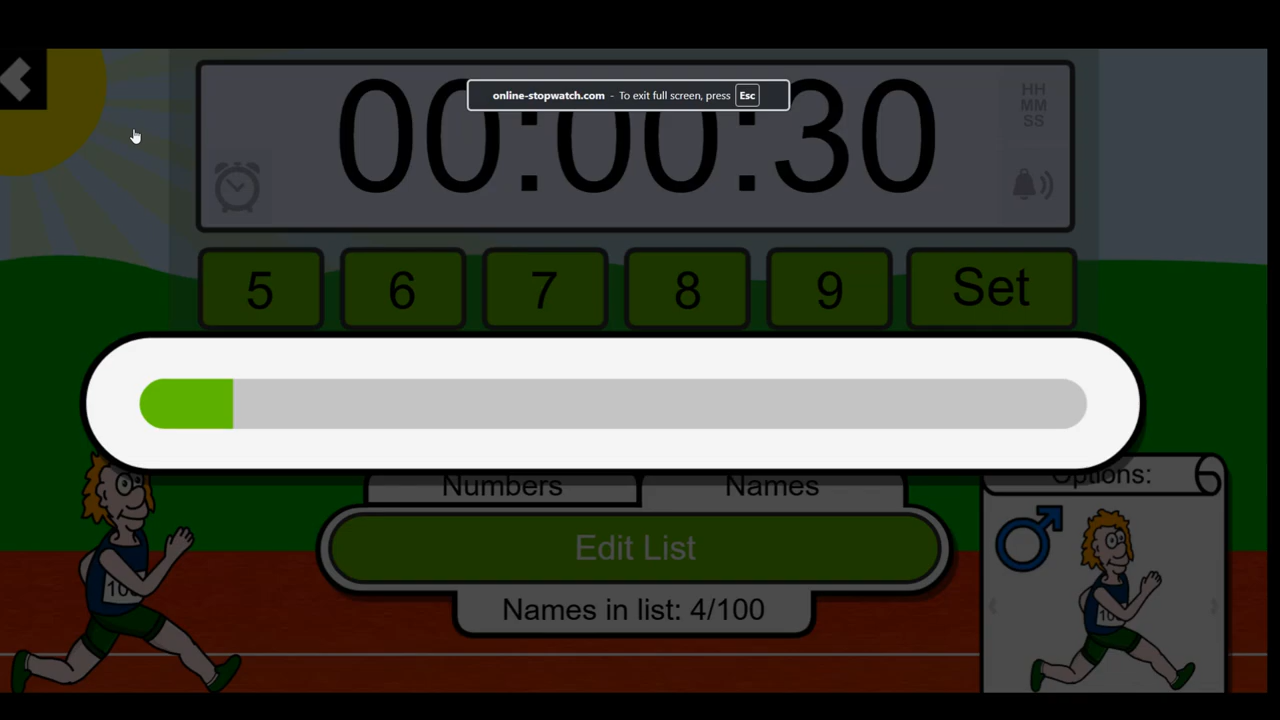 00:00:30
online-stopwatch.com - To exit full screen, press Esc
HH
MM
SS
5 6 7 8 9 Set
Numbers Names
Options:
Edit List
Names in list: 4/100